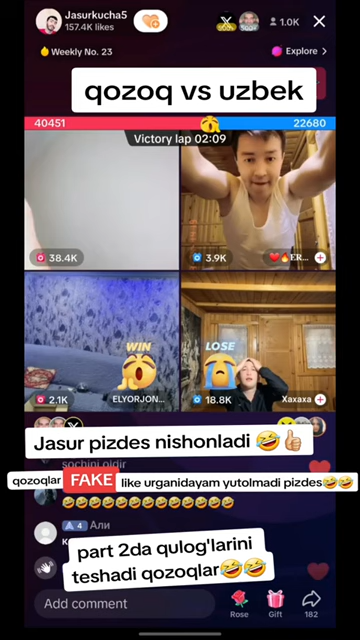 Jasurkucha5
157.4K likes
1.0K
Weekly No. 23
Explore >
qozoq vs uzbek
40451
22680
Victory lap 02:09
38.4K
3.9K
WIN
LOSE
2.1K
ELYORJON...
18.8K
Xaxaxa
Jasur pizdes nishonladi 🤣👍🏻
sochini oldir
qozoqlar FAKE like urganidayam yutolmadi pizdes🤣🤣
🤣🤣🤣🤣🤣🤣🤣🤣🤣🤣🤣🤣
4 Али
part 2da qulog'larini
teshadi qozoqlar🤣🤣
Add comment
Rose
Gift
182